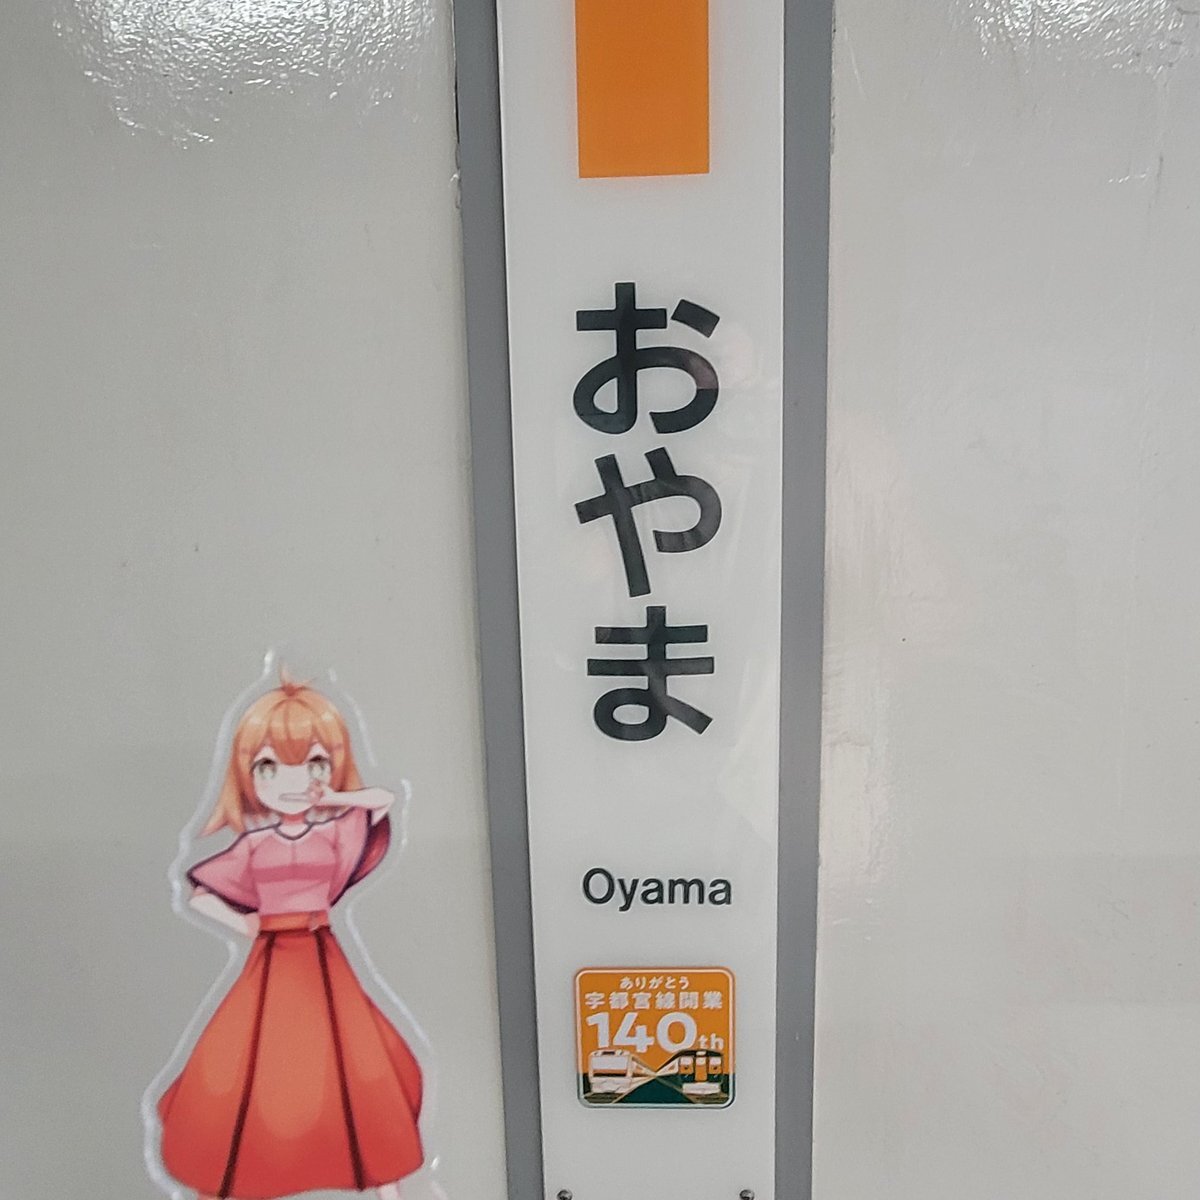 おやま
Oyama
ありがとう
宇都宮線開業
140th